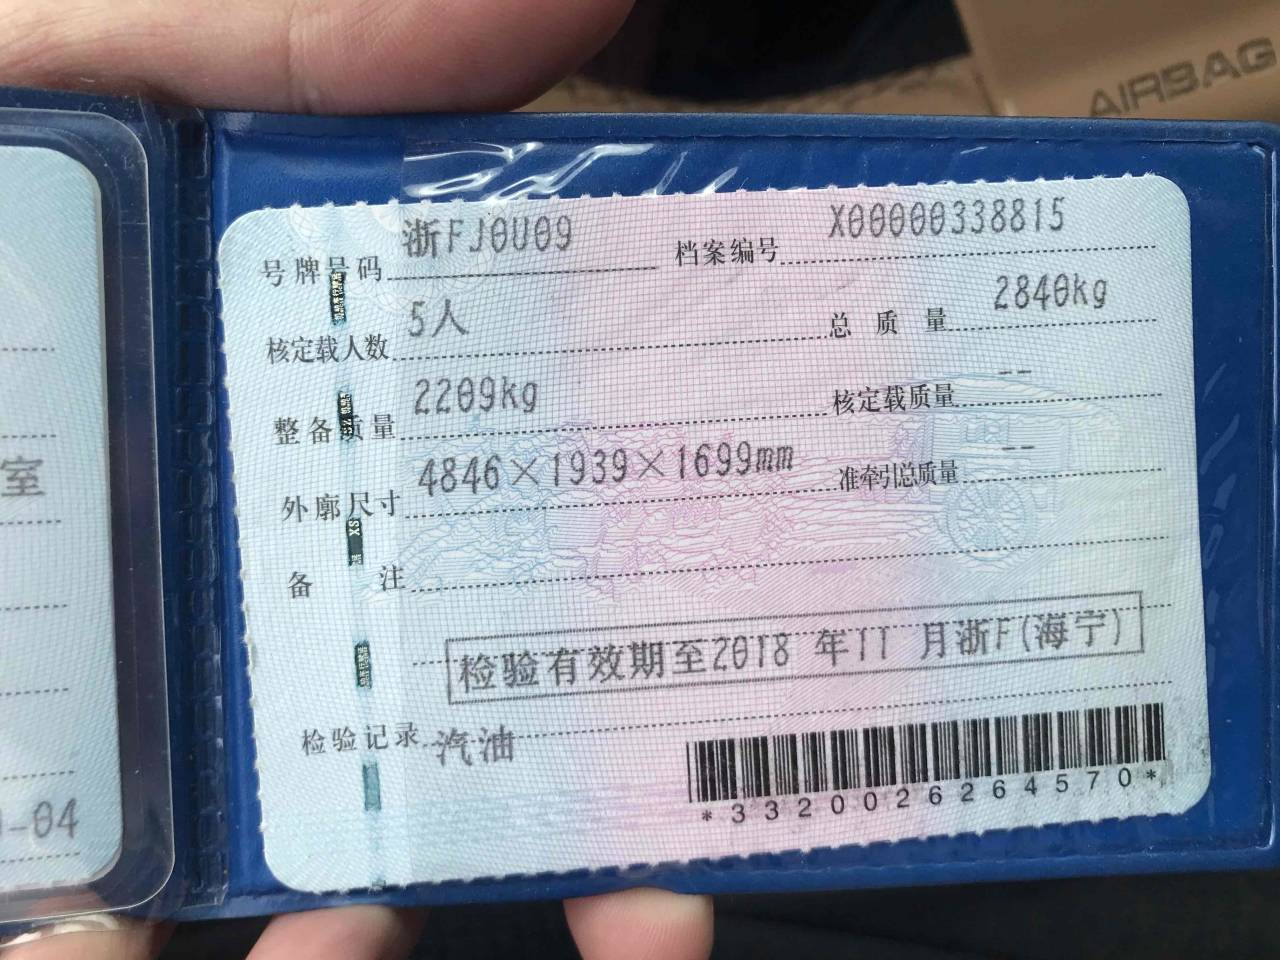 AIRBAG
号牌号码 浙FJ0U09 档案编号 X00000338815
核定载人数 5人 总质量 2840kg
整备质量 2209kg 核定载质量 --
外廓尺寸 4846×1939×1699mm 准牵引总质量 --
备注
检验有效期至2018 年11 月浙F(海宁)
检验记录 汽油
*3320026264570*
室
-04